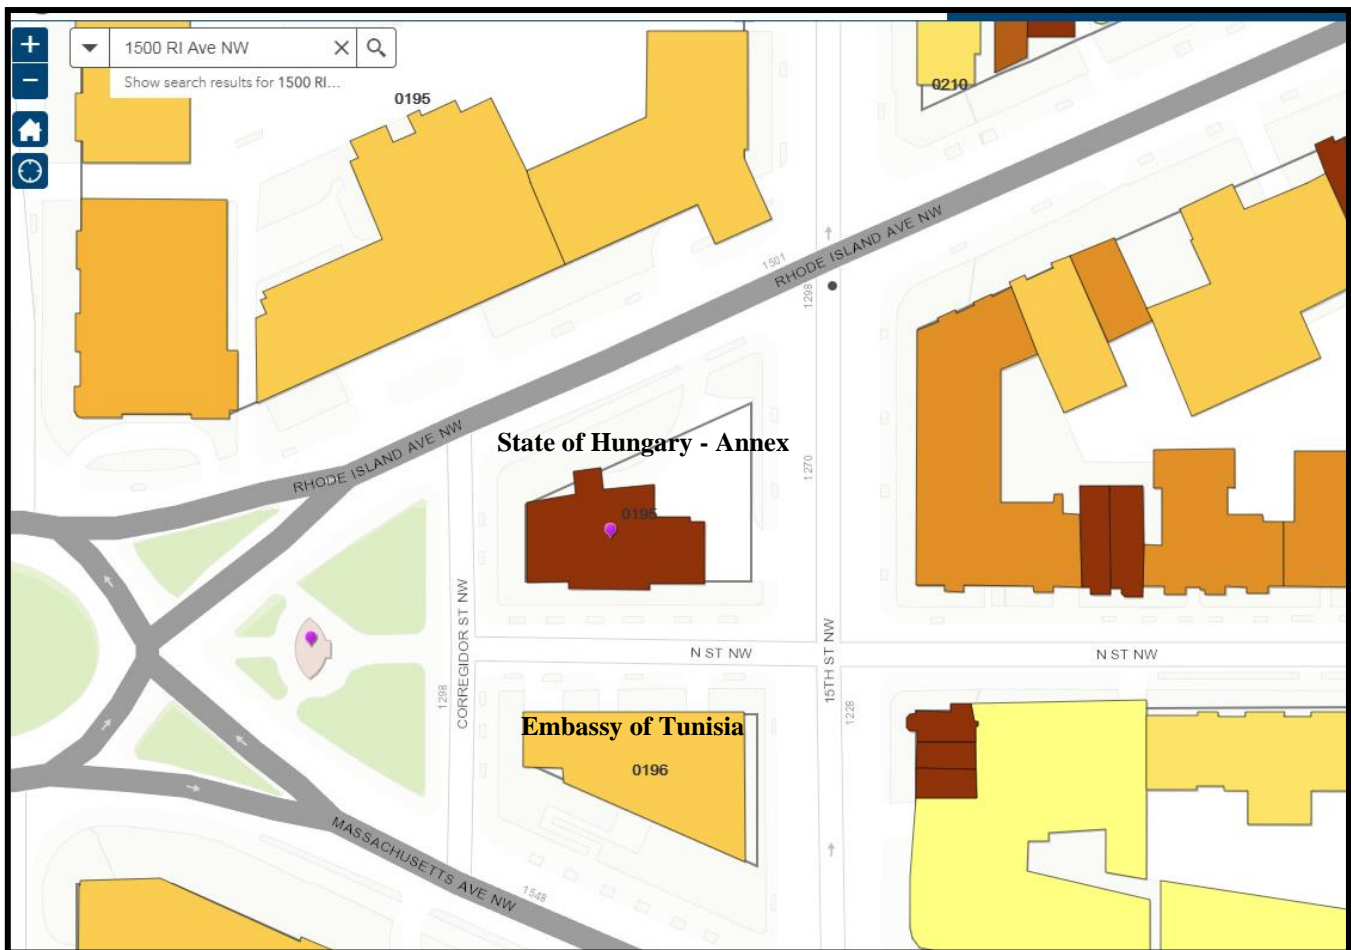 +
1500 RI Ave NW
−
Show search results for 1500 RI...
0195
0210
RHODE ISLAND AVE NW
1501
1298
State of Hungary - Annex
RHODE ISLAND AVE NW
1270
0195
CORREGIDOR ST NW
N ST NW
N ST NW
15TH ST NW
1298
1228
Embassy of Tunisia
0196
MASSACHUSETTS AVE NW
1548